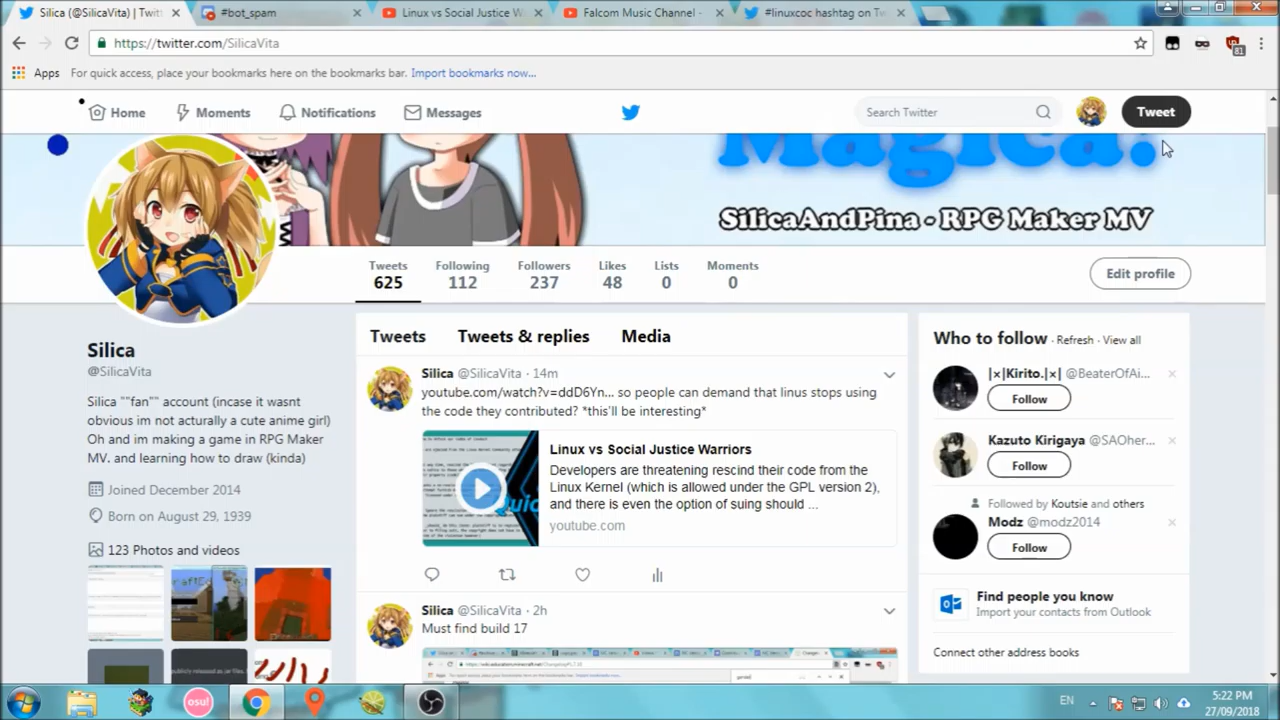 Silica (@SilicaVita) | Twitt
#bot_spam
Linux vs Social Justice W
Falcom Music Channel -
#linuxcoc hashtag on Tw
https://twitter.com/SilicaVita
81
Apps For quick access, place your bookmarks here on the bookmarks bar. Import bookmarks now...
Home Moments Notifications Messages
Search Twitter
Tweet
Magica!
SilicaAndPina - RPG Maker MV
Tweets Following Followers Likes Lists Moments
625 112 237 48 0 0
Edit profile
Silica
@SilicaVita
Silica ""fan"" account (incase it wasnt
obvious im not acturally a cute anime girl)
Oh and im making a game in RPG Maker
MV. and learning how to draw (kinda)
Joined December 2014
Born on August 29, 1939
123 Photos and videos
Tweets Tweets & replies Media
Silica @SilicaVita · 14m
youtube.com/watch?v=ddD6Yn... so people can demand that linus stops using
the code they contributed? *this'll be interesting*
Linux vs Social Justice Warriors
Developers are threatening rescind their code from the
Linux Kernel (which is allowed under the GPL version 2),
and there is even the option of suing should ...
youtube.com
Silica @SilicaVita · 2h
Must find build 17
Who to follow · Refresh · View all
|×|Kirito.|×| @BeaterOfAi...
Follow
Kazuto Kirigaya @SAOher...
Follow
Followed by Koutsie and others
Modz @modz2014
Follow
Find people you know
Import your contacts from Outlook
Connect other address books
osu!
EN
5:22 PM
27/09/2018